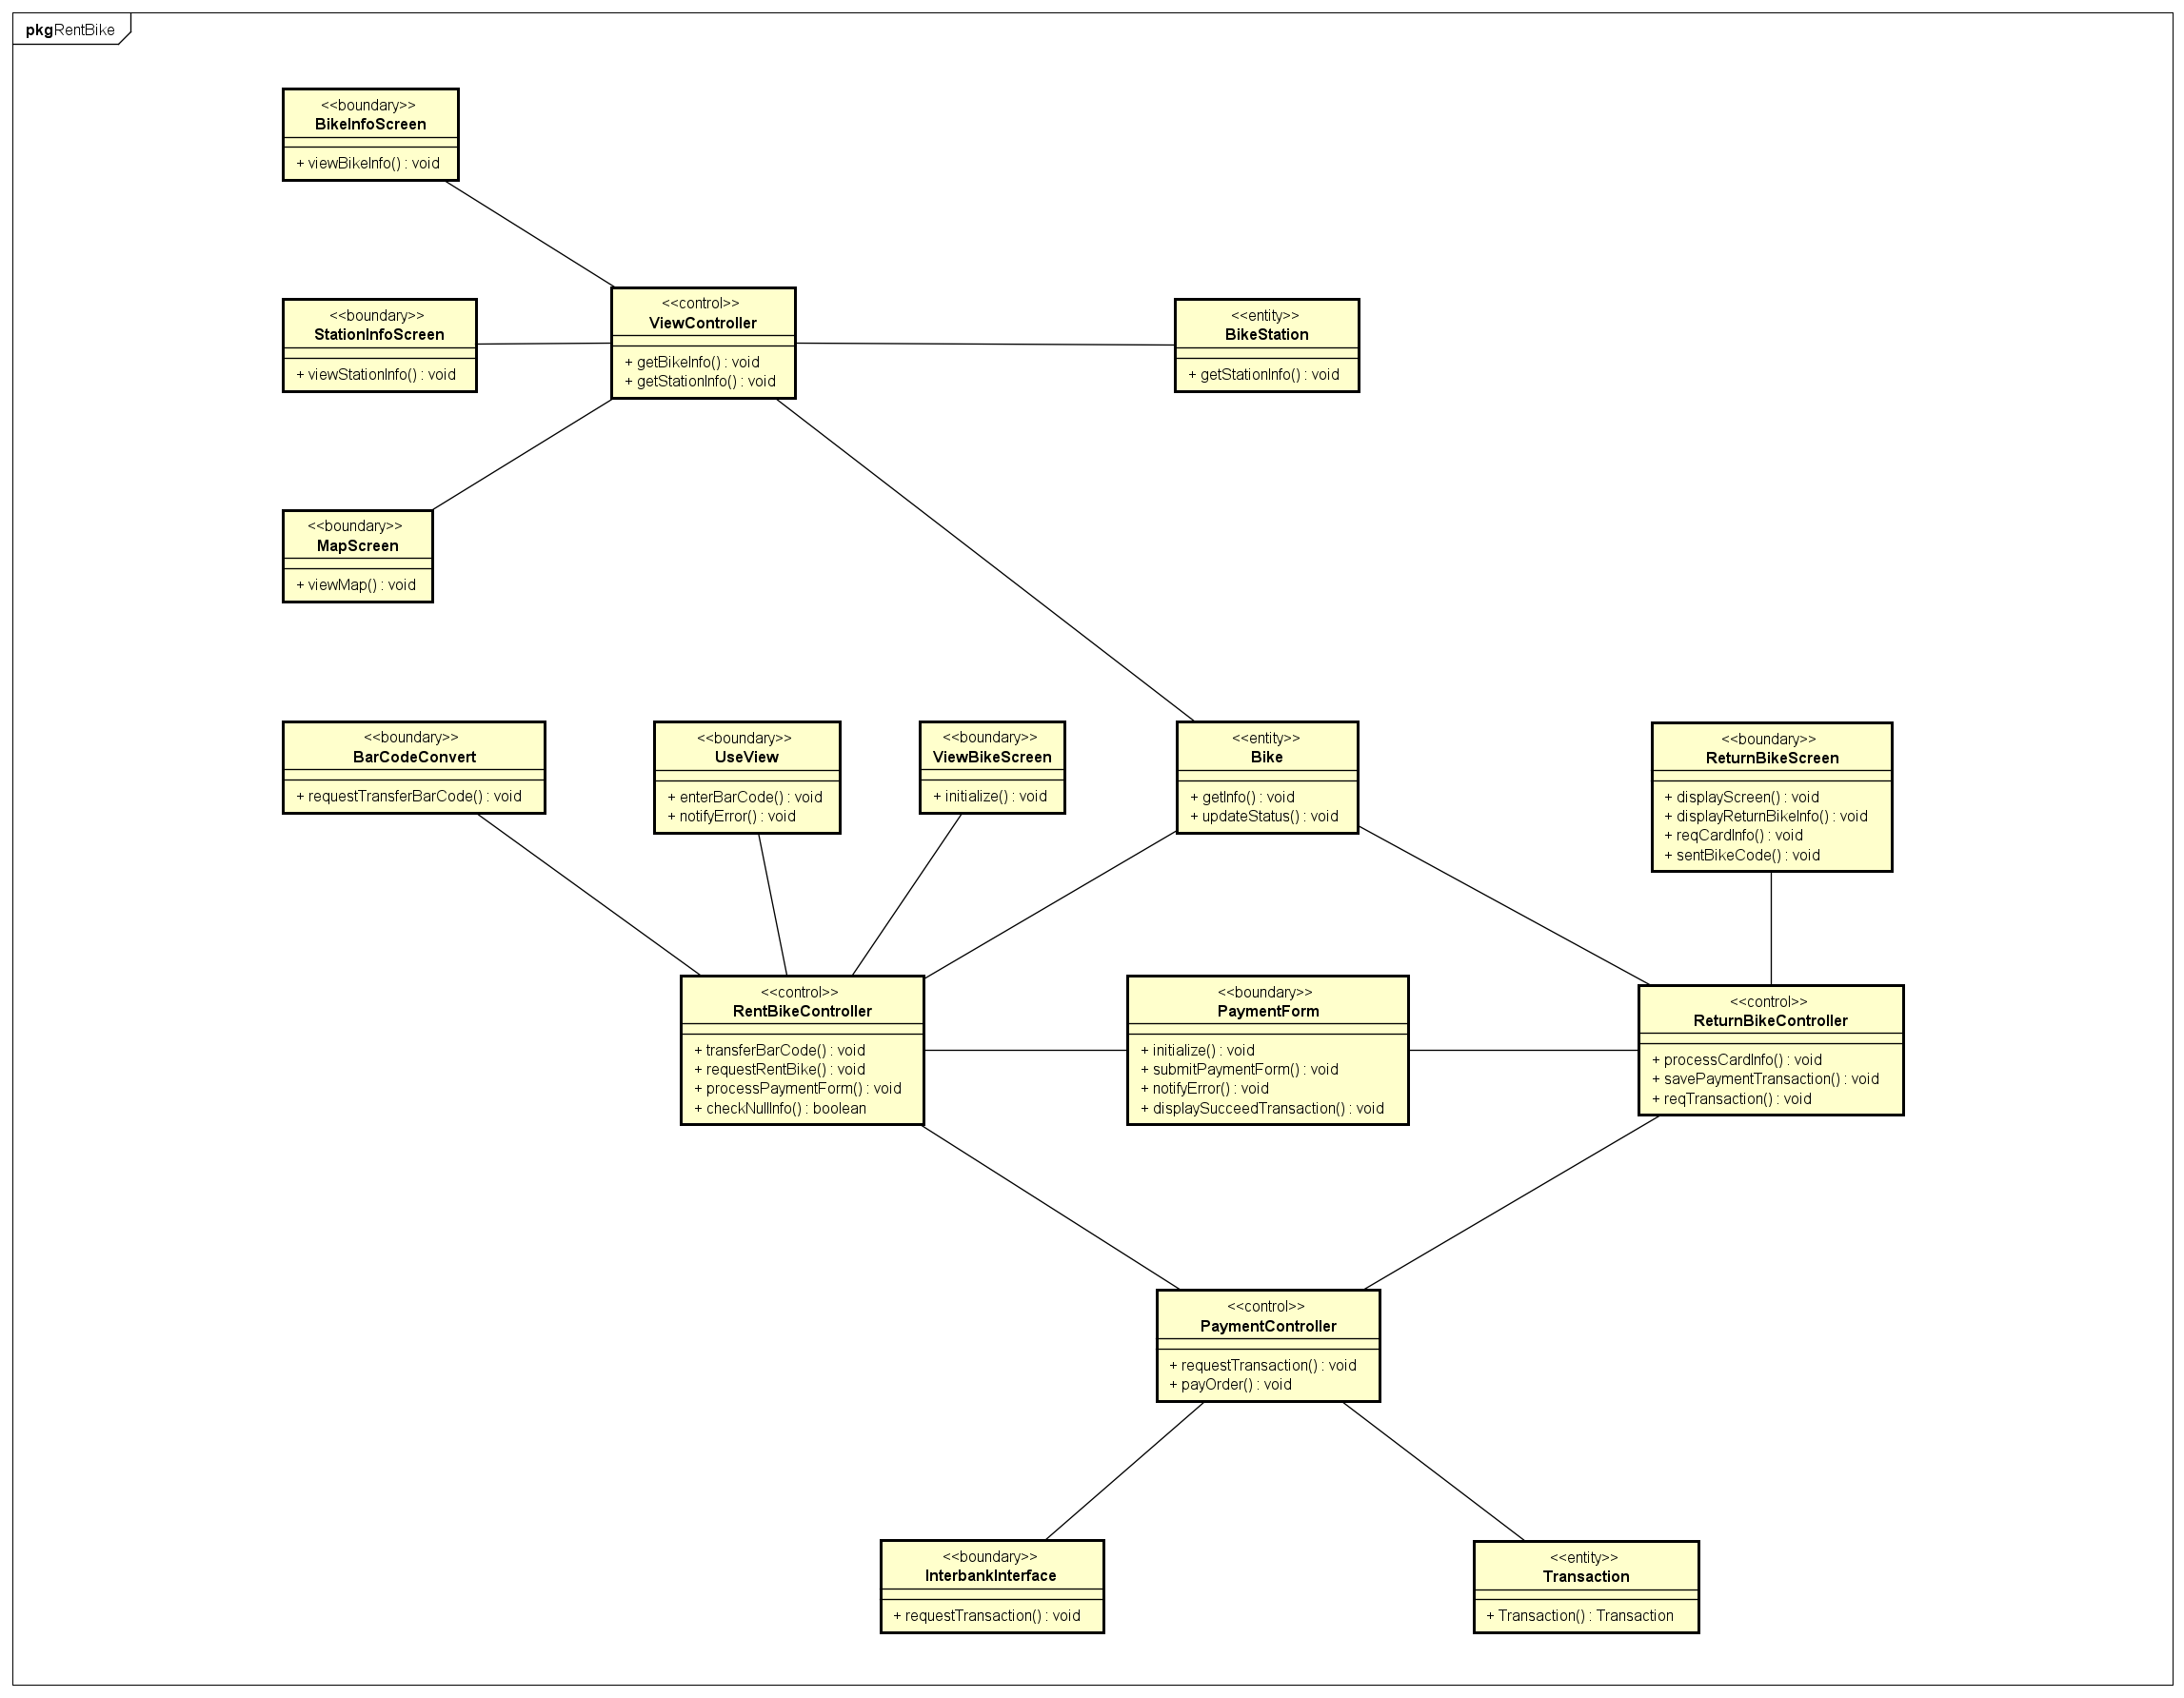 pkg RentBike
<<boundary>>
BikeInfoScreen
+ viewBikeInfo() : void
<<boundary>>
StationInfoScreen
+ viewStationInfo() : void
<<control>>
ViewController
+ getBikeInfo() : void
+ getStationInfo() : void
<<entity>>
BikeStation
+ getStationInfo() : void
<<boundary>>
MapScreen
+ viewMap() : void
<<boundary>>
BarCodeConvert
+ requestTransferBarCode() : void
<<boundary>>
UseView
+ enterBarCode() : void
+ notifyError() : void
<<boundary>>
ViewBikeScreen
+ initialize() : void
<<entity>>
Bike
+ getInfo() : void
+ updateStatus() : void
<<boundary>>
ReturnBikeScreen
+ displayScreen() : void
+ displayReturnBikeInfo() : void
+ reqCardInfo() : void
+ sentBikeCode() : void
<<control>>
RentBikeController
+ transferBarCode() : void
+ requestRentBike() : void
+ processPaymentForm() : void
+ checkNullInfo() : boolean
<<boundary>>
PaymentForm
+ initialize() : void
+ submitPaymentForm() : void
+ notifyError() : void
+ displaySucceedTransaction() : void
<<control>>
ReturnBikeController
+ processCardInfo() : void
+ savePaymentTransaction() : void
+ reqTransaction() : void
<<control>>
PaymentController
+ requestTransaction() : void
+ payOrder() : void
<<boundary>>
InterbankInterface
+ requestTransaction() : void
<<entity>>
Transaction
+ Transaction() : Transaction